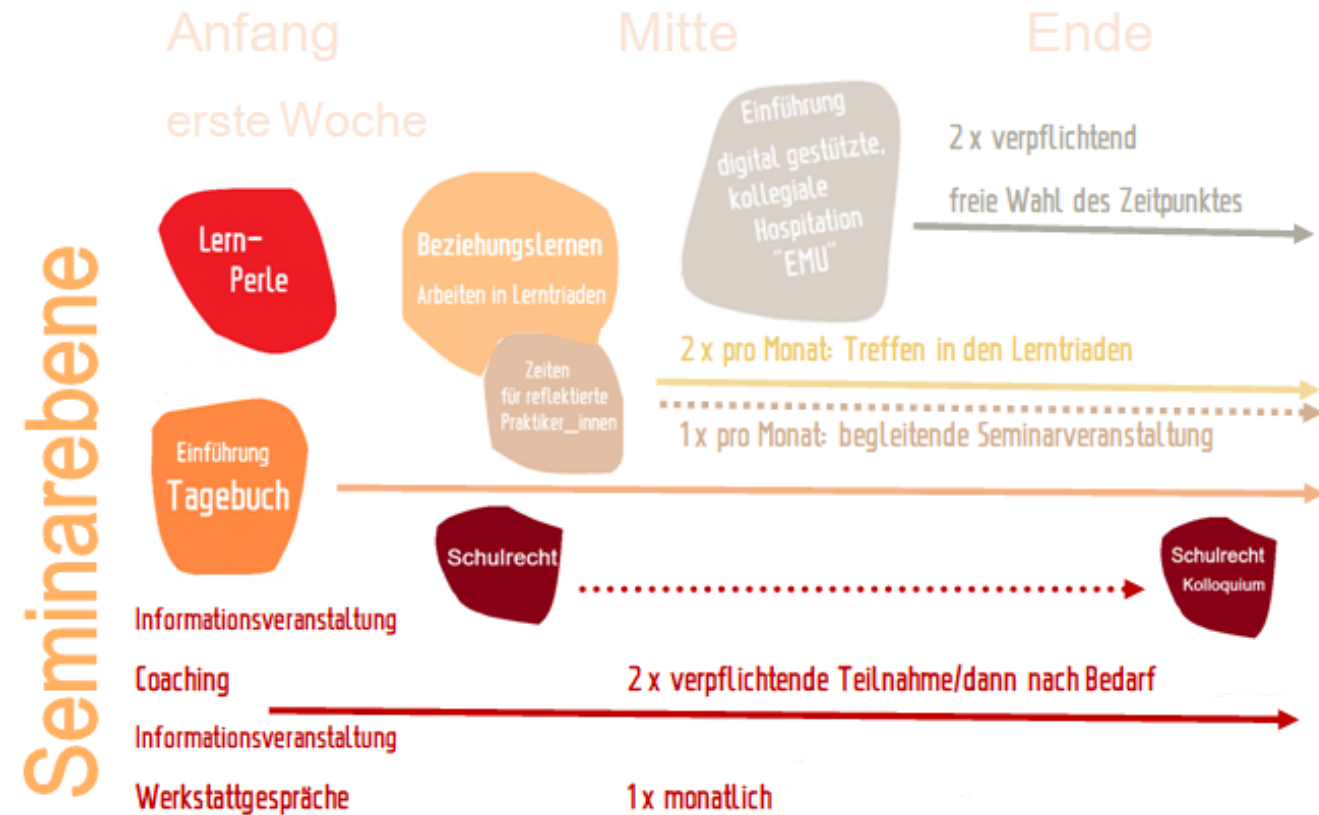 Anfang
Mitte
Ende
erste Woche
Seminarebene
Lern-
Perle
Beziehungslernen
Arbeiten in Lerntriaden
Zeiten
für reflektierte
Praktiker_innen
Einführung
digital gestützte,
kollegiale
Hospitation
"EMU"
2 x verpflichtend
freie Wahl des Zeitpunktes
2 x pro Monat: Treffen in den Lerntriaden
1 x pro Monat: begleitende Seminarveranstaltung
Einführung
Tagebuch
Schulrecht
Schulrecht
Kolloquium
Informationsveranstaltung
Coaching
2 x verpflichtende Teilnahme/dann nach Bedarf
Informationsveranstaltung
Werkstattgespräche
1 x monatlich